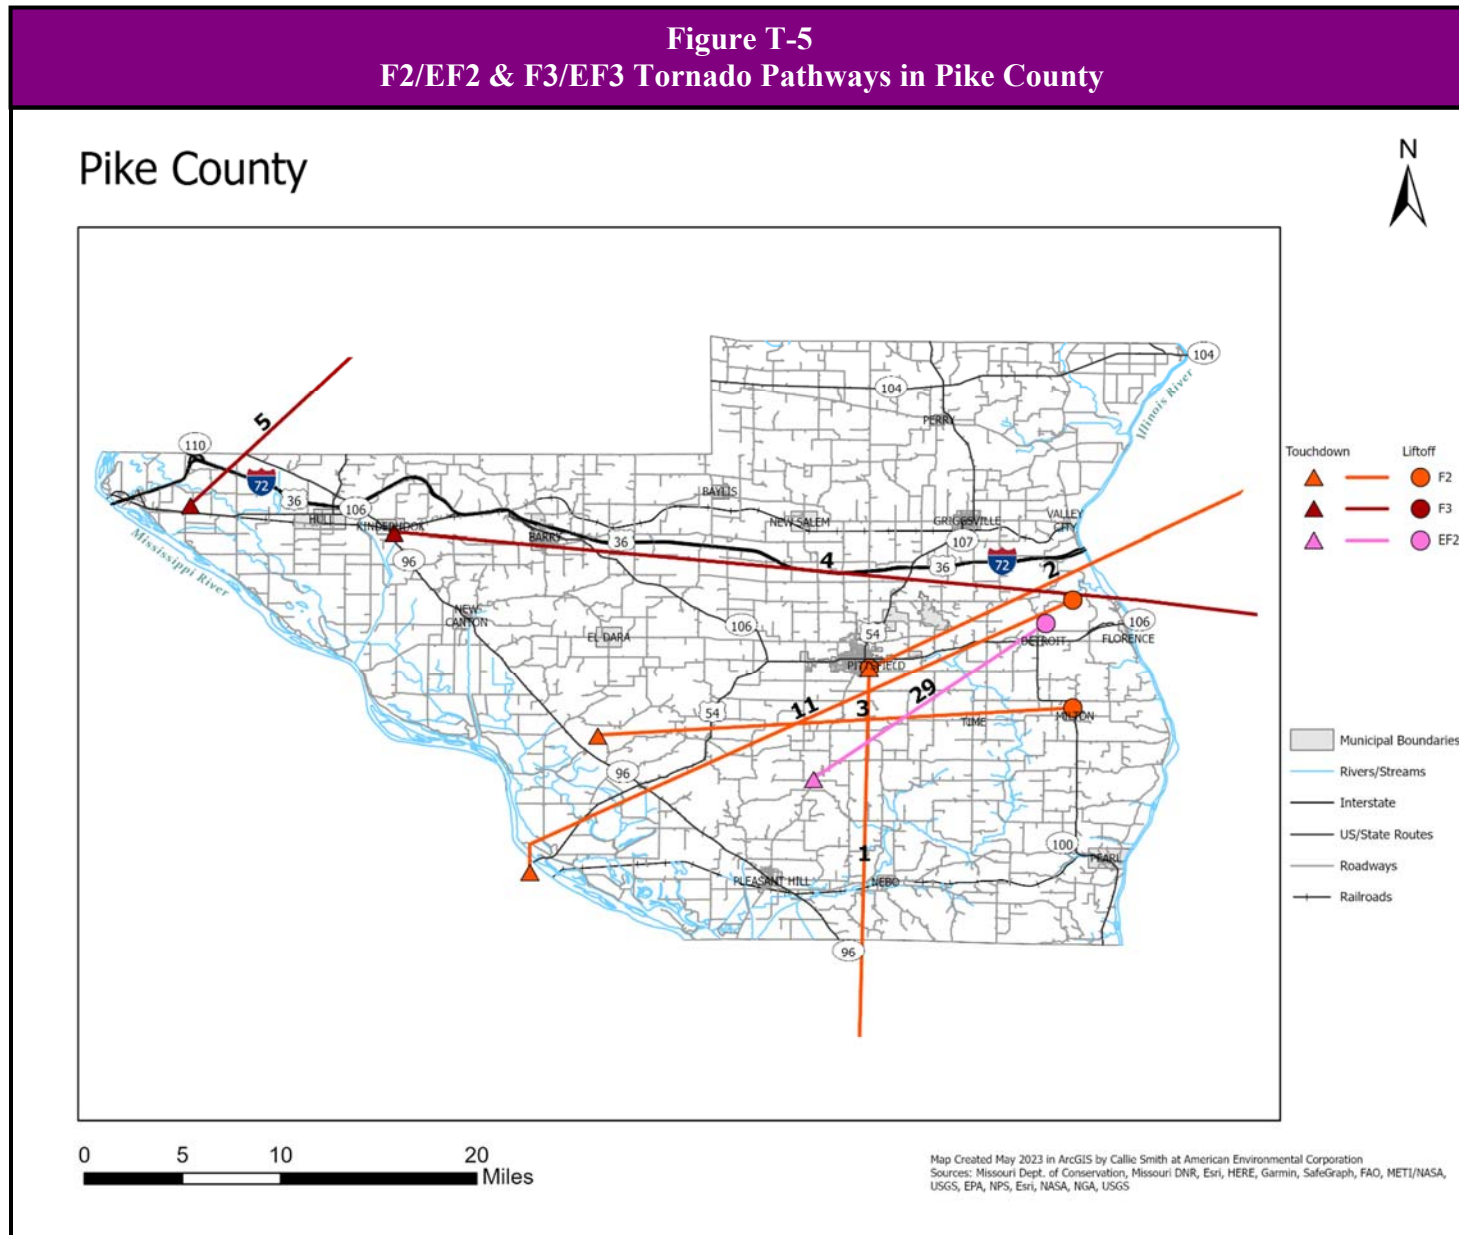 Figure T-5
F2/EF2 & F3/EF3 Tornado Pathways in Pike County
Pike County
N
104
104
5
110
PERRY
Illinois River
Touchdown
Liftoff
F2
F3
EF2
72
36
106
HULL
KINDERHOOK
BAYLIS
NEW SALEM
GRIGGSVILLE
VALLEY
CITY
Mississippi River
BARRY
36
107
96
4
36
72
2
NEW
CANTON
EL DARA
106
54
106
DETROIT
FLORENCE
PITTSFIELD
29
11
3
54
TIME
MILTON
Municipal Boundaries
96
Rivers/Streams
Interstate
US/State Routes
100
1
PEARL
Roadways
PLEASANT HILL
NEBO
Railroads
96
0
5
10
20
Miles
Map Created May 2023 in ArcGIS by Callie Smith at American Environmental Corporation
Sources: Missouri Dept. of Conservation, Missouri DNR, Esri, HERE, Garmin, SafeGraph, FAO, METI/NASA,
USGS, EPA, NPS, Esri, NASA, NGA, USGS